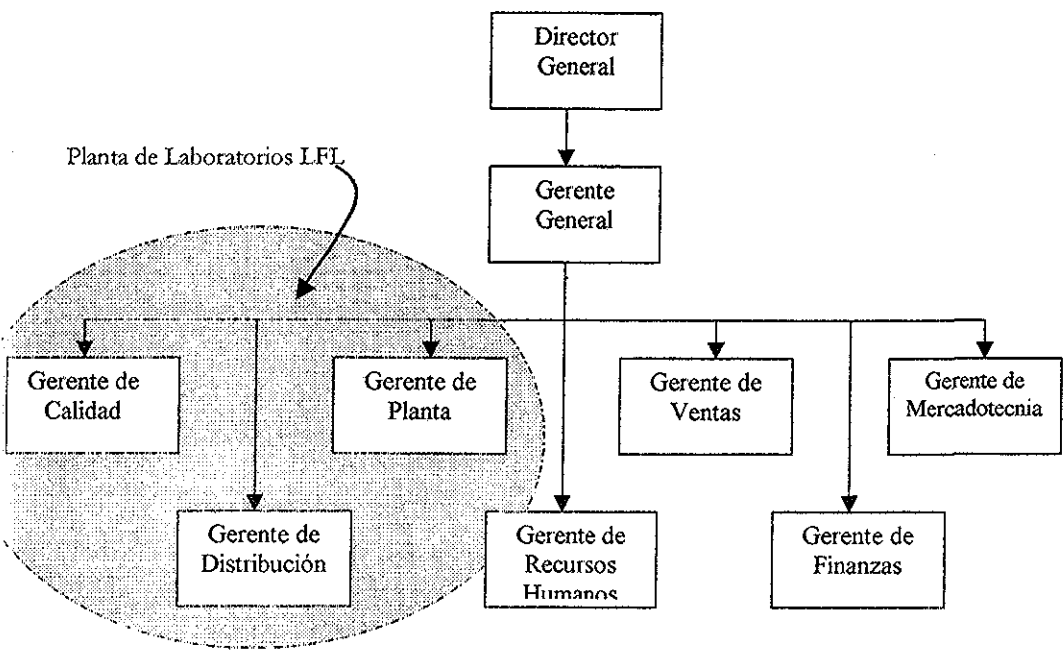 Director
General
Planta de Laboratorios LFL
Gerente
General
Gerente de
Calidad
Gerente de
Planta
Gerente de
Ventas
Gerente de
Mercadotecnia
Gerente de
Distribución
Gerente de
Recursos
Humanos
Gerente de
Finanzas